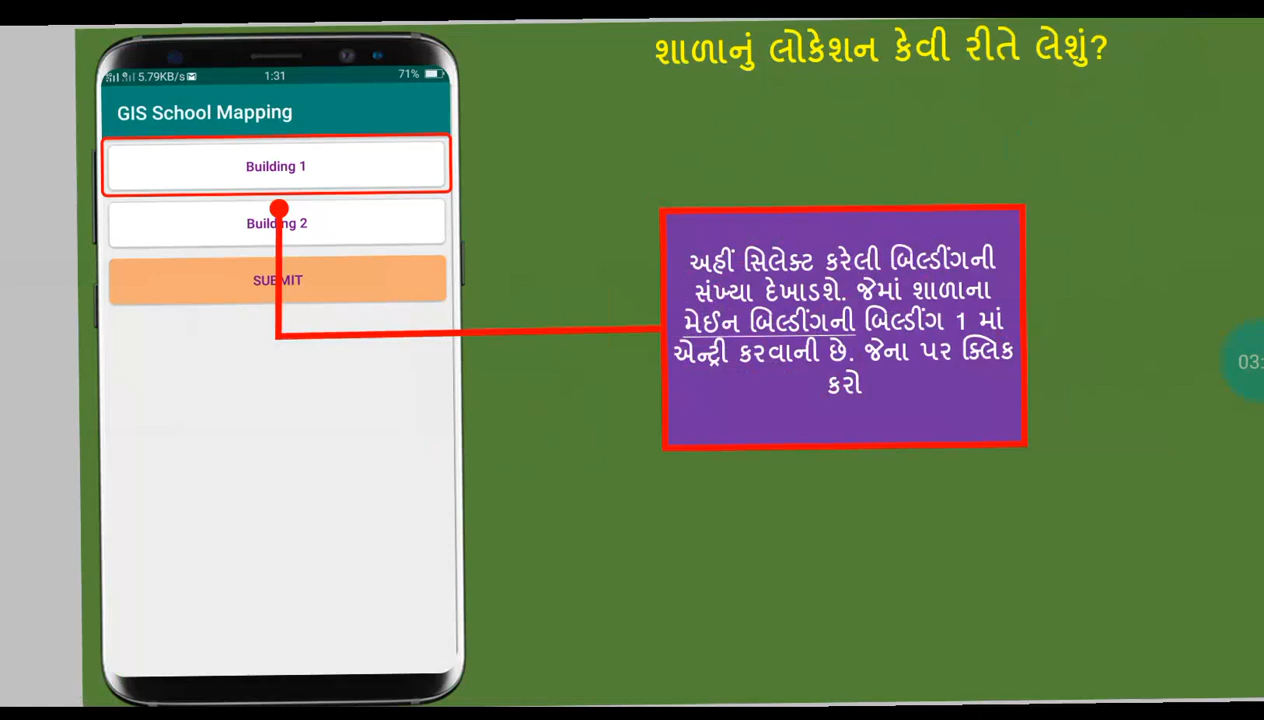 શાળાનું લોકેશન કેવી રીતે લેશું?
5.79KB/s 1:31 71%
GIS School Mapping
Building 1
Building 2
SUBMIT
અહીં સિલેક્ટ કરેલી બિલ્ડીંગની
સંખ્યા દેખાડશે. જેમાં શાળાના
મેઈન બિલ્ડીંગની બિલ્ડીંગ 1 માં
એન્ટ્રી કરવાની છે. જેના પર ક્લિક
કરો
03: